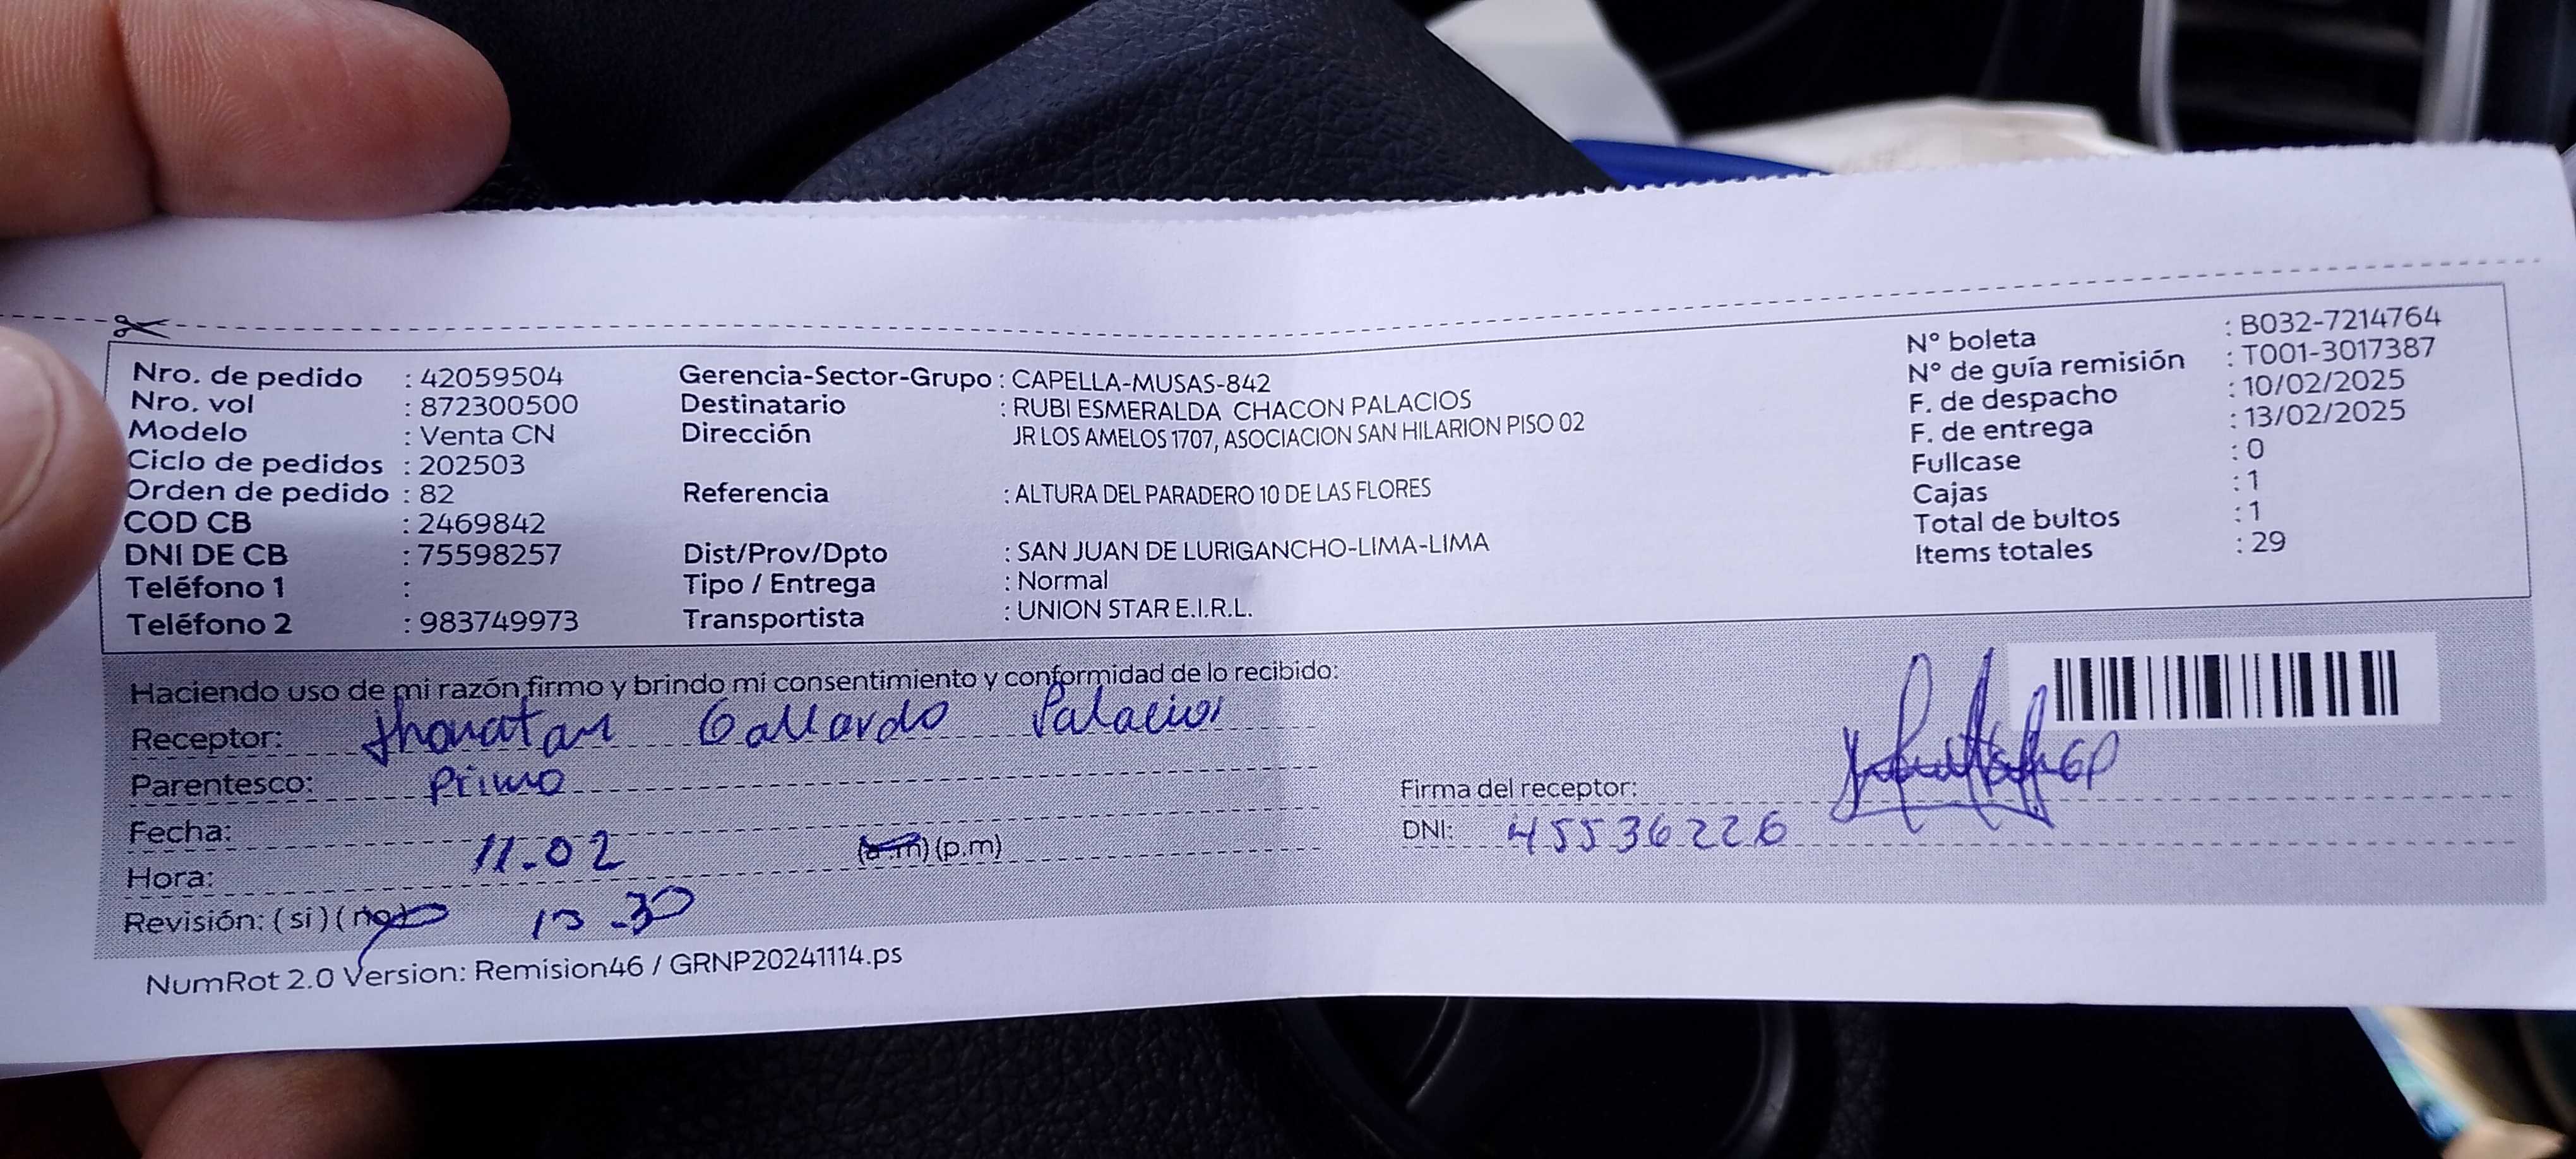 Nro. de pedido : 42059504
Nro. vol : 872300500
Modelo : Venta CN
Ciclo de pedidos : 202503
Orden de pedido : 82
COD CB : 2469842
DNI DE CB : 75598257
Teléfono 1 :
Teléfono 2 : 983749973
Gerencia-Sector-Grupo : CAPELLA-MUSAS-842
Destinatario : RUBI ESMERALDA CHACON PALACIOS
Dirección JR LOS AMELOS 1707, ASOCIACION SAN HILARION PISO 02
Referencia : ALTURA DEL PARADERO 10 DE LAS FLORES
Dist/Prov/Dpto : SAN JUAN DE LURIGANCHO-LIMA-LIMA
Tipo / Entrega : Normal
Transportista : UNION STAR E.I.R.L.
N° boleta : B032-7214764
N° de guía remisión : T001-3017387
F. de despacho : 10/02/2025
F. de entrega : 13/02/2025
Fullcase : 0
Cajas : 1
Total de bultos : 1
Items totales : 29
Haciendo uso de mi razón firmo y brindo mi consentimiento y conformidad de lo recibido:
Receptor: Jhonatan Gallardo Palacios
Parentesco: Primo
Fecha: 11-02
(a.m) (p.m)
Hora: 13-30
Revisión: (si) (no)
Firma del receptor:
DNI: 45536226
NumRot 2.0 Version: Remision46 / GRNP20241114.ps